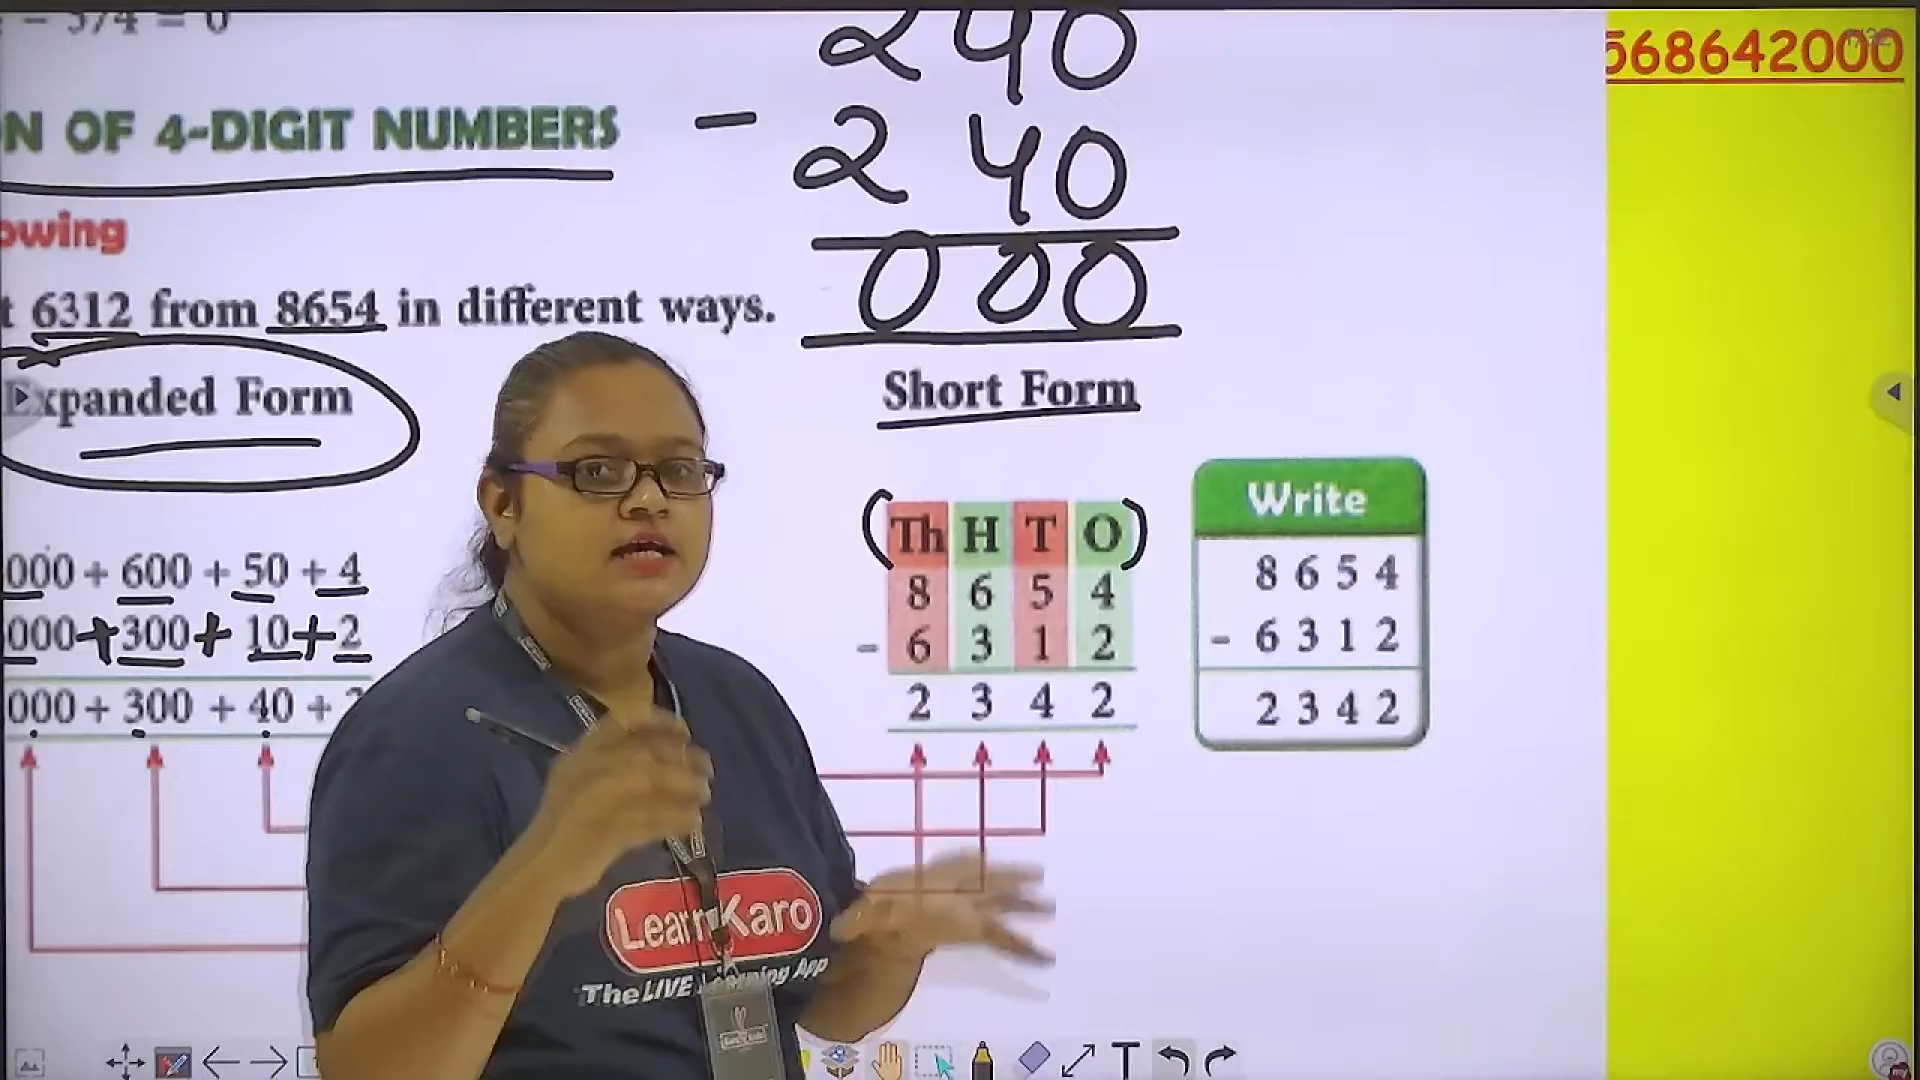 - 574 = 0
240
568642000
N OF 4-DIGIT NUMBERS
- 240
000
owing
t 6312 from 8654 in different ways.
Expanded Form
Short Form
000 + 600 + 50 + 4
000 + 300 + 10 + 2
000 + 300 + 40 +
Th H T O
8 6 5 4
- 6 3 1 2
2 3 4 2
Write
8 6 5 4
- 6 3 1 2
2 3 4 2
LearnKaro
The LIVE Learning App
T